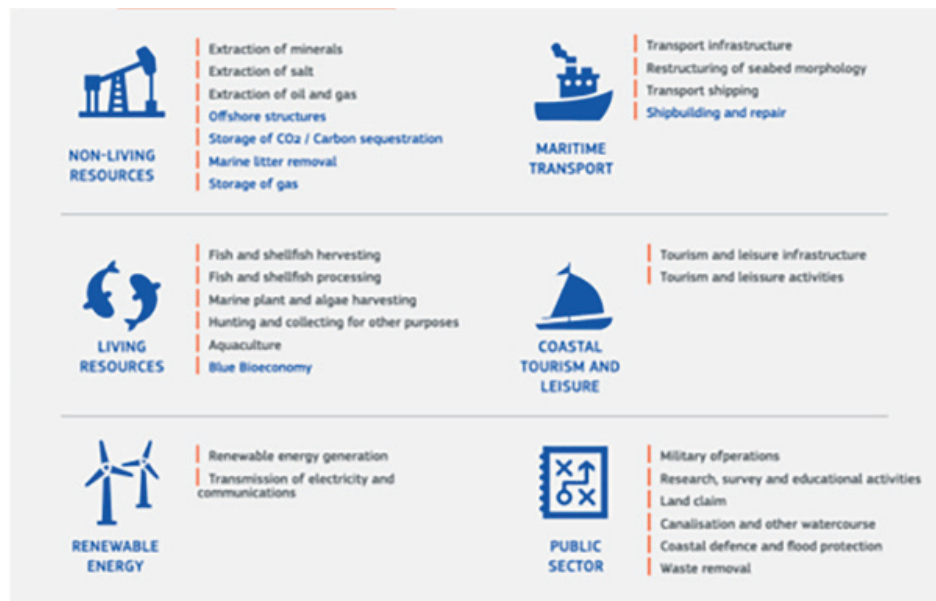 Extraction of minerals
Extraction of salt
Extraction of oil and gas
Offshore structures
Storage of CO2 / Carbon sequestration
Marine litter removal
Storage of gas
NON-LIVING
RESOURCES
Transport infrastructure
Restructuring of seabed morphology
Transport shipping
Shipbuilding and repair
MARITIME
TRANSPORT
Fish and shellfish hervesting
Fish and shellfish processing
Marine plant and algae harvesting
Hunting and collecting for other purposes
Aquaculture
Blue Bioeconomy
LIVING
RESOURCES
Tourism and leisure infrastructure
Tourism and leissure activities
COASTAL
TOURISM AND
LEISURE
Renewable energy generation
Transmission of electricity and
communications
RENEWABLE
ENERGY
Military ofperations
Research, survey and educational activities
Land claim
Canalisation and other watercourse
Coastal defence and flood protection
Waste removal
PUBLIC
SECTOR